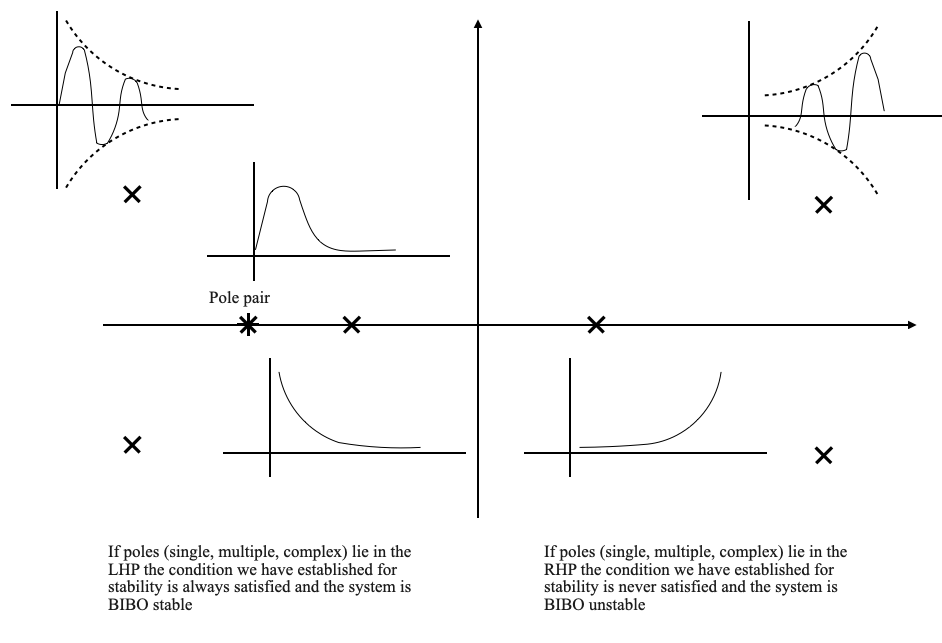 Pole pair
If poles (single, multiple, complex) lie in the
LHP the condition we have established for
stability is always satisfied and the system is
BIBO stable
If poles (single, multiple, complex) lie in the
RHP the condition we have established for
stability is never satisfied and the system is
BIBO unstable